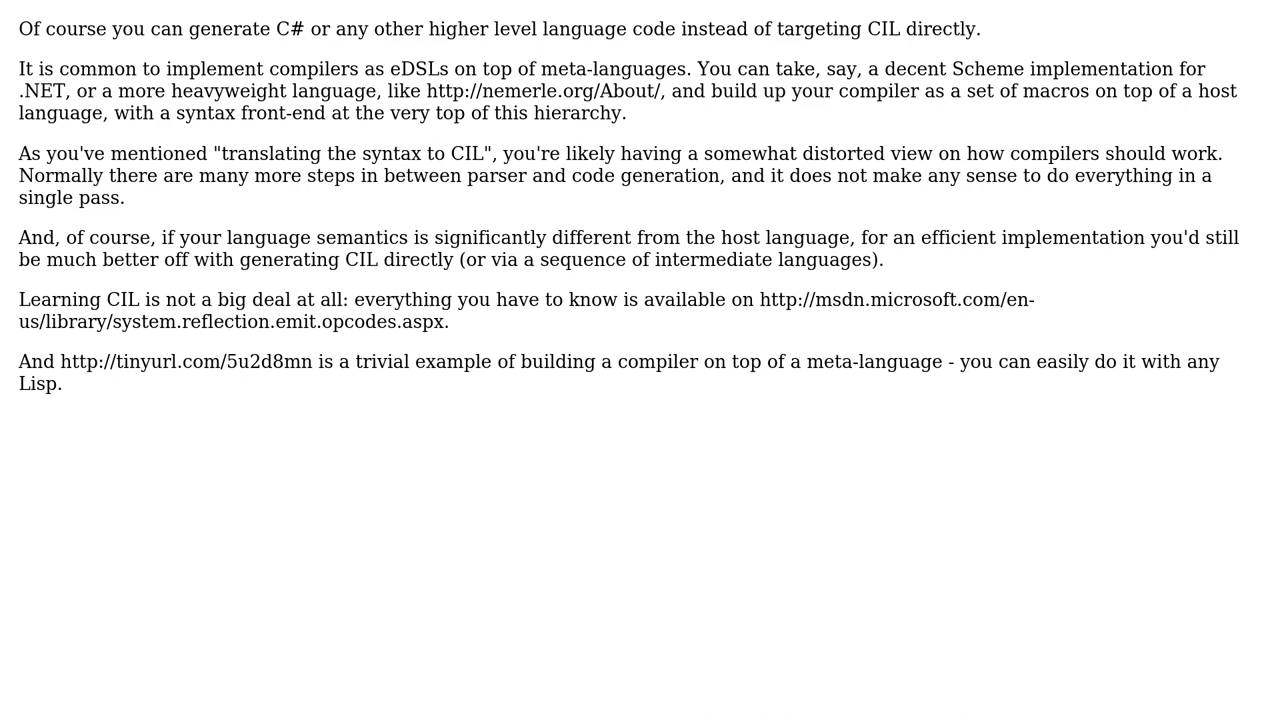 Of course you can generate C# or any other higher level language code instead of targeting CIL directly.
It is common to implement compilers as eDSLs on top of meta-languages. You can take, say, a decent Scheme implementation for
.NET, or a more heavyweight language, like http://nemerle.org/About/, and build up your compiler as a set of macros on top of a host
language, with a syntax front-end at the very top of this hierarchy.
As you've mentioned "translating the syntax to CIL", you're likely having a somewhat distorted view on how compilers should work.
Normally there are many more steps in between parser and code generation, and it does not make any sense to do everything in a
single pass.
And, of course, if your language semantics is significantly different from the host language, for an efficient implementation you'd still
be much better off with generating CIL directly (or via a sequence of intermediate languages).
Learning CIL is not a big deal at all: everything you have to know is available on http://msdn.microsoft.com/en-
us/library/system.reflection.emit.opcodes.aspx.
And http://tinyurl.com/5u2d8mn is a trivial example of building a compiler on top of a meta-language - you can easily do it with any
Lisp.